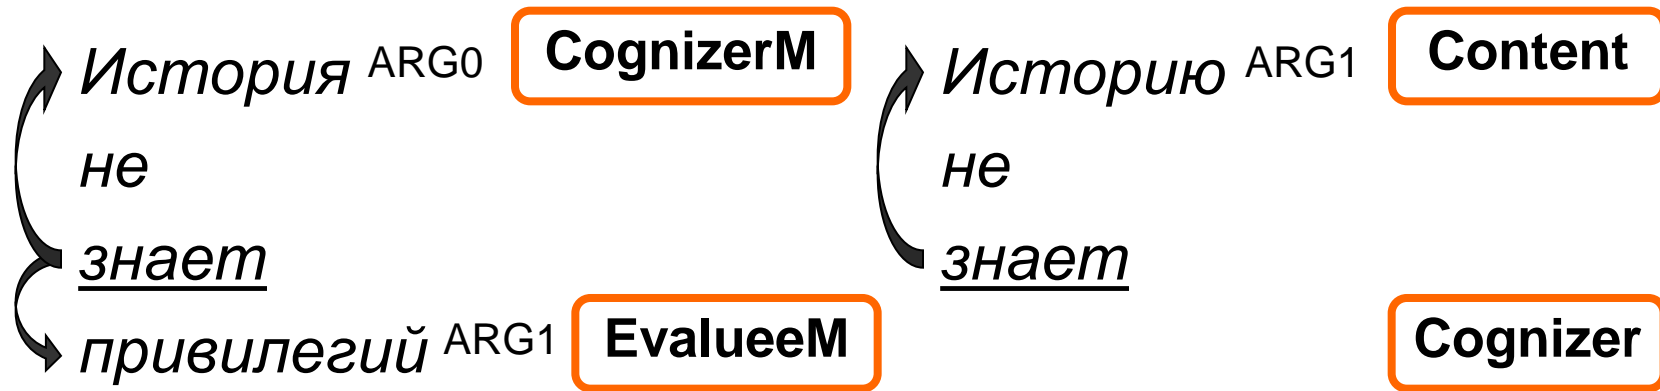 История ARG0 CognizerM
не
знает
привилегий ARG1 EvalueeM
Историю ARG1 Content
не
знает
Cognizer